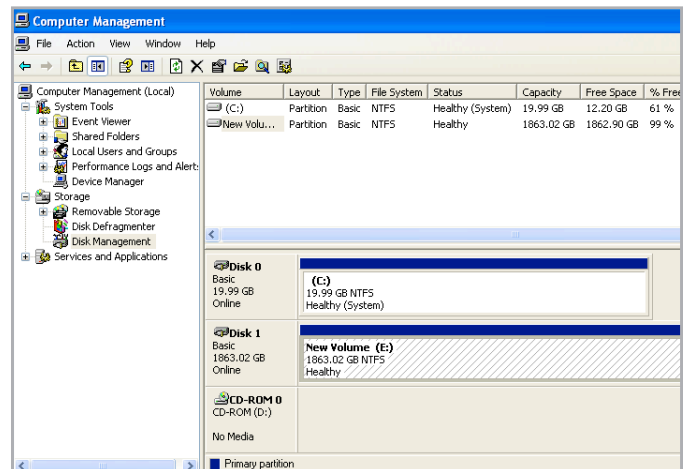 Computer Management
File Action View Window Help
Computer Management (Local)
System Tools
Event Viewer
Shared Folders
Local Users and Groups
Performance Logs and Alert:
Device Manager
Storage
Removable Storage
Disk Defragmenter
Disk Management
Services and Applications
Volume Layout Type File System Status Capacity Free Space % Free
(C:) Partition Basic NTFS Healthy (System) 19.99 GB 12.20 GB 61 %
New Volu... Partition Basic NTFS Healthy 1863.02 GB 1862.90 GB 99 %
Disk 0
Basic
19.99 GB
Online
(C:)
19.99 GB NTFS
Healthy (System)
Disk 1
Basic
1863.02 GB
Online
New Volume (E:)
1863.02 GB NTFS
Healthy
CD-ROM 0
CD-ROM (D:)
No Media
Primary partition